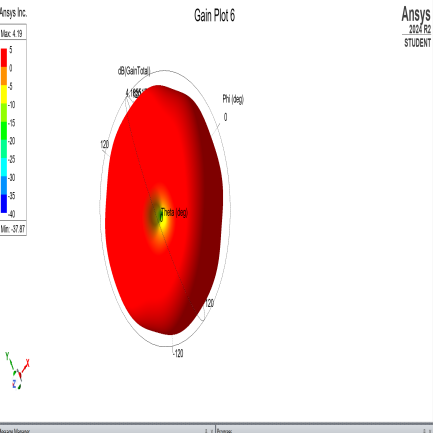 Ansys Inc.
Gain Plot 6
Ansys
2024 R2
STUDENT
Max: 4.19
5
0
-5
-10
-15
-20
-25
-30
-35
-40
Min: -37.87
dB(GainTotal)
Phi (deg)
0
120
Theta (deg)
120
-120
Y
X
Z